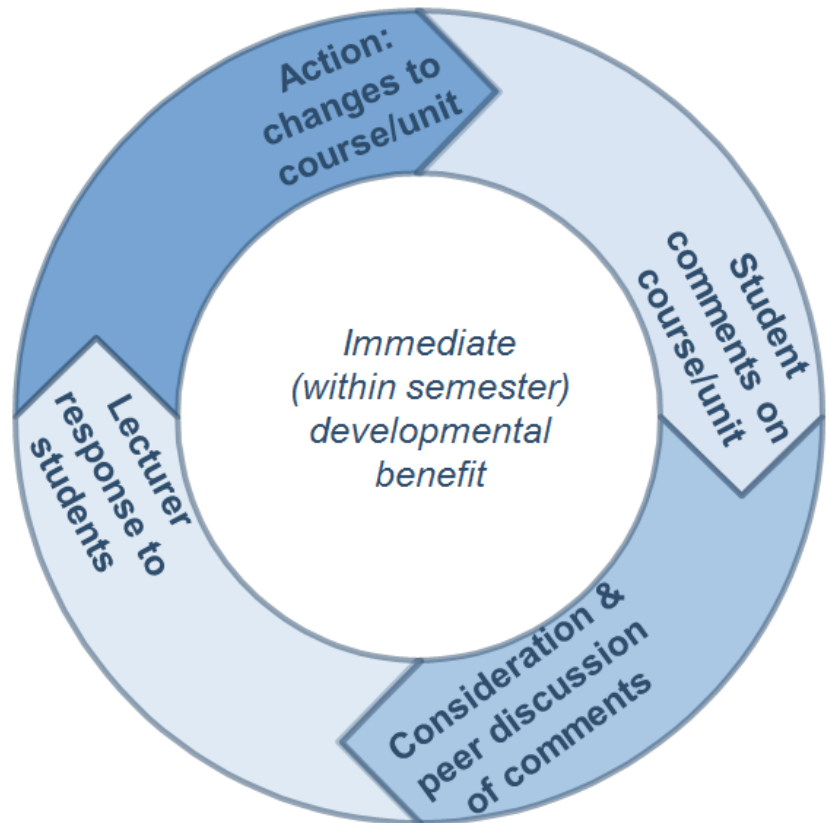 Action:
changes to
course/unit
Student
comments on
course/unit
Immediate
(within semester)
developmental
benefit
Lecturer
response to
students
Consideration &
peer discussion
of comments